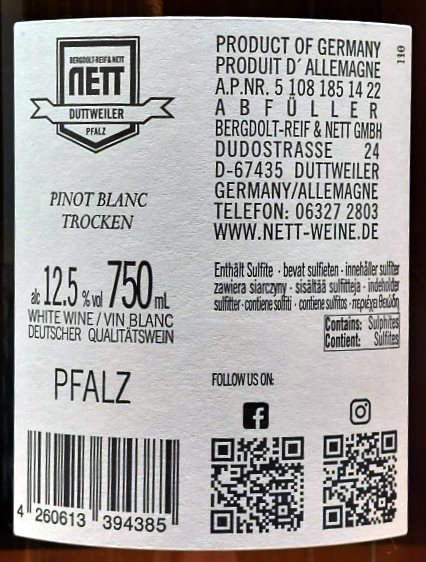 BERGDOLT-REIF & NETT
NETT
DUTTWEILER
PFALZ
PINOT BLANC
TROCKEN
alc 12.5 % vol 750 mL
WHITE WINE / VIN BLANC
DEUTSCHER QUALITÄTSWEIN
PFALZ
4 260613 394385
PRODUCT OF GERMANY
PRODUIT D´ALLEMAGNE
A.P.NR. 5 108 185 14 22
ABFÜLLER
BERGDOLT-REIF & NETT GMBH
DUDOSTRASSE 24
D-67435 DUTTWEILER
GERMANY/ALLEMAGNE
TELEFON: 06327 2803
WWW.NETT-WEINE.DE
110
Enthält Sulfite · bevat sulfieten · innehåller sulfiter
zawiera siarczyny · sisältää sulfiitteja · indeholder
sulfitter · contiene solfiti · contiene sulfitos · περιέχει θειώδη
Contains: Sulphites
Contient: Sulfites
FOLLOW US ON: